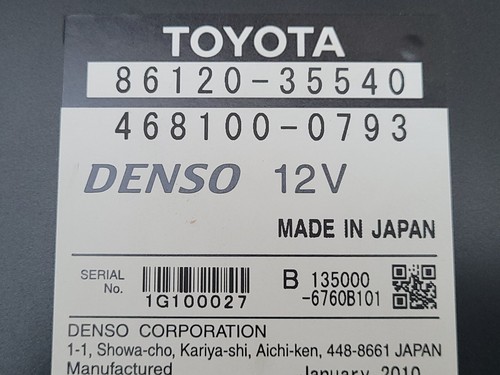 TOYOTA
86120-35540
468100-0793
DENSO 12V
MADE IN JAPAN
SERIAL No. 1G100027 B 135000 -6760B101
DENSO CORPORATION
1-1, Showa-cho, Kariya-shi, Aichi-ken, 448-8661 JAPAN
Manufactured January 2010